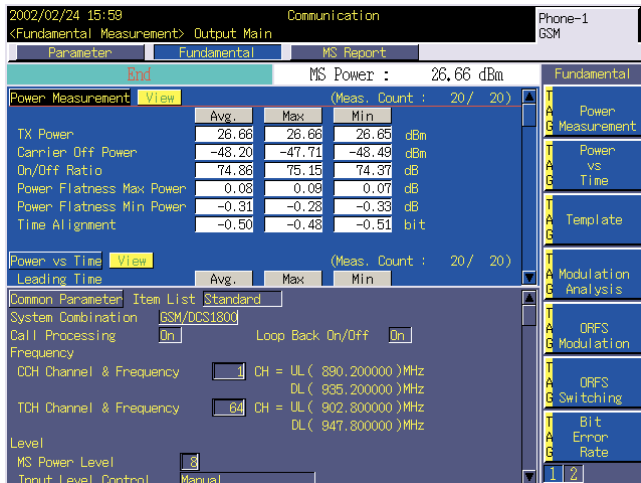 2002/02/24 15:59 Communication Phone-1
<Fundamental Measurement> Output Main GSM
Parameter Fundamental MS Report
End MS Power : 26.66 dBm Fundamental
Power Measurement View (Meas. Count : 20/ 20)
Avg. Max Min
TX Power 26.66 26.66 26.65 dBm
Carrier Off Power -48.20 -47.71 -48.49 dBm
On/Off Ratio 74.86 75.15 74.37 dB
Power Flatness Max Power 0.08 0.09 0.07 dB
Power Flatness Min Power -0.31 -0.28 -0.33 dB
Time Alignment -0.50 -0.48 -0.51 bit
Power vs Time View (Meas. Count : 20/ 20)
Leading Time Avg. Max Min
Common Parameter Item List Standard
System Combination GSM/DCS1800
Call Processing On Loop Back On/Off On
Frequency
CCH Channel & Frequency 1 CH = UL( 890.200000)MHz
DL( 935.200000)MHz
TCH Channel & Frequency 64 CH = UL( 902.800000)MHz
DL( 947.800000)MHz
Level
MS Power Level 8
Input Level Control Manual
TAG Power Measurement
TAG Power vs Time
TAG Template
TAG Modulation Analysis
TAG ORFS Modulation
TAG ORFS Switching
TAG Bit Error Rate
1 2